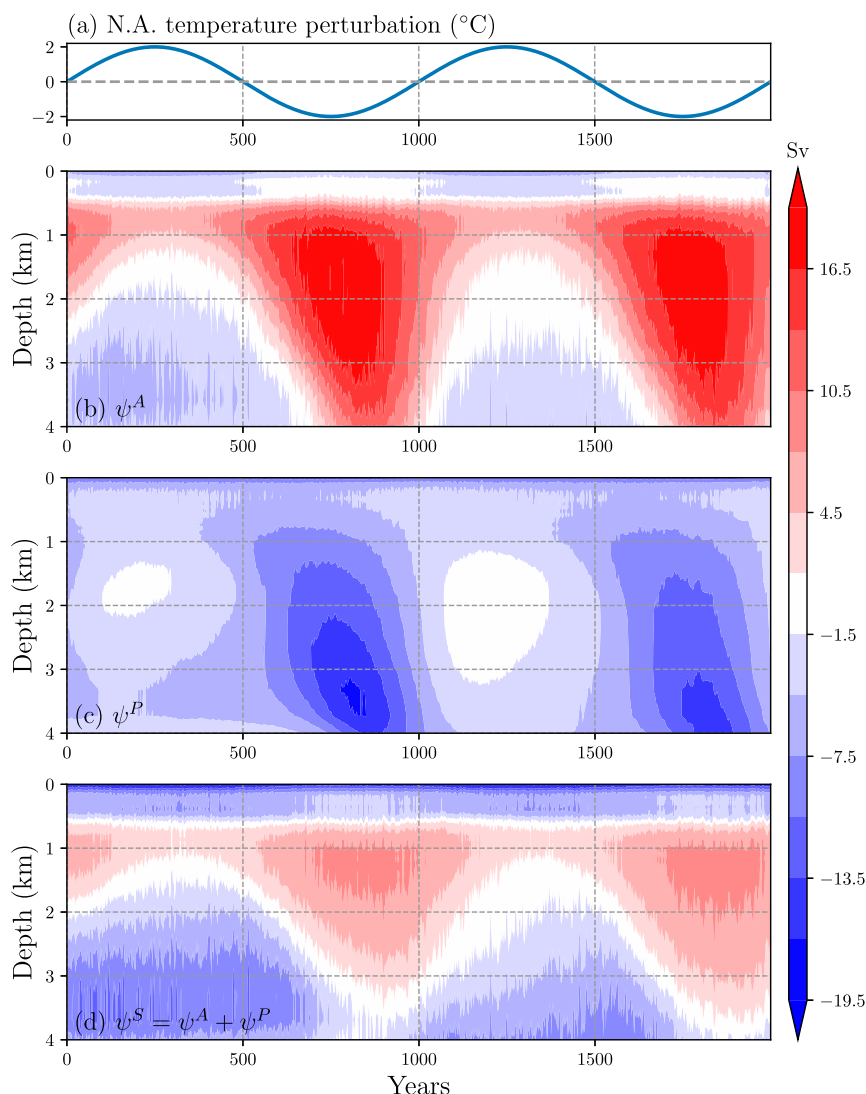 (a) N.A. temperature perturbation (°C)
2
0
−2
0 500 1000 1500
Sv
0
1
2
3
4
Depth (km)
(b) ψ^A
0 500 1000 1500
16.5
10.5
4.5
−1.5
−7.5
−13.5
−19.5
0
1
2
3
4
Depth (km)
(c) ψ^P
0 500 1000 1500
0
1
2
3
4
Depth (km)
(d) ψ^S = ψ^A + ψ^P
0 500 1000 1500
Years